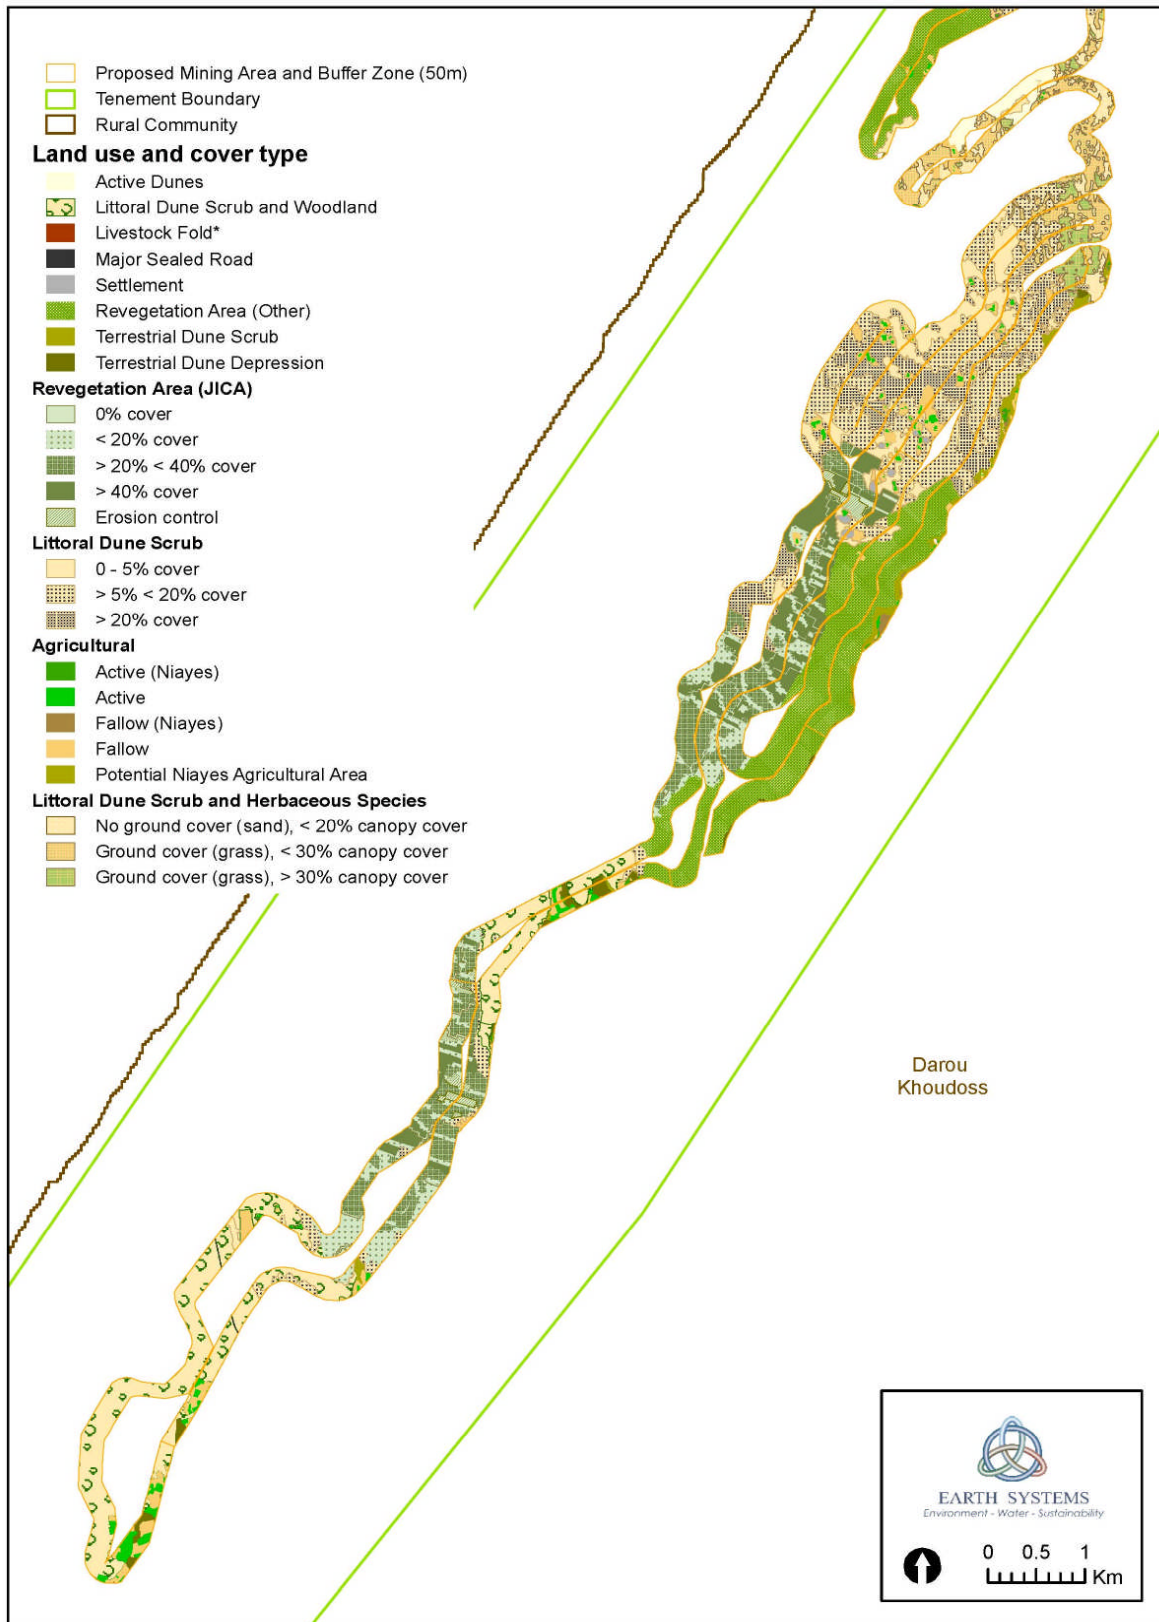 Proposed Mining Area and Buffer Zone (50m)
Tenement Boundary
Rural Community
Land use and cover type
Active Dunes
Littoral Dune Scrub and Woodland
Livestock Fold*
Major Sealed Road
Settlement
Revegetation Area (Other)
Terrestrial Dune Scrub
Terrestrial Dune Depression
Revegetation Area (JICA)
0% cover
< 20% cover
> 20% < 40% cover
> 40% cover
Erosion control
Littoral Dune Scrub
0 - 5% cover
> 5% < 20% cover
> 20% cover
Agricultural
Active (Niayes)
Active
Fallow (Niayes)
Fallow
Potential Niayes Agricultural Area
Littoral Dune Scrub and Herbaceous Species
No ground cover (sand), < 20% canopy cover
Ground cover (grass), < 30% canopy cover
Ground cover (grass), > 30% canopy cover
Darou
Khoudoss
EARTH SYSTEMS
Environment - Water - Sustainability
0 0.5 1
Km